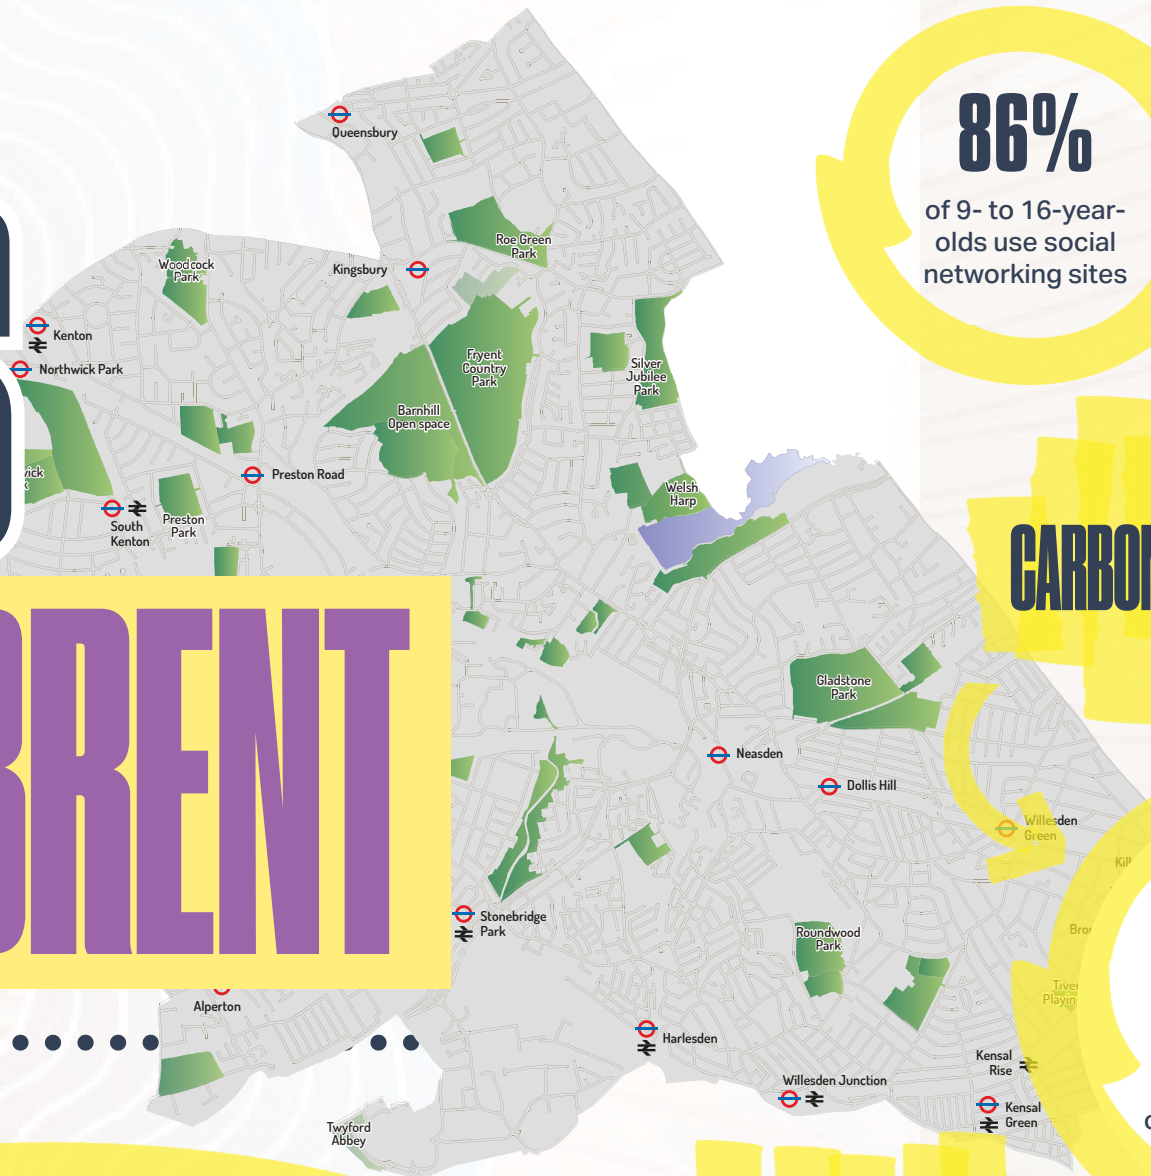 86%
of 9- to 16-year-
olds use social
networking sites
Queensbury
Roe Green
Park
Kingsbury
Woodcock
Park
Kenton
Northwick Park
Fryent
Country
Park
Silver
Jubilee
Park
Barnhill
Open space
Preston Road
Welsh
Harp
South
Kenton
Preston
Park
CARBON
BRENT
Gladstone
Park
Neasden
Dollis Hill
Willesden
Green
Stonebridge
Park
Roundwood
Park
Alperton
Harlesden
Kensal
Rise
Willesden Junction
Kensal
Green
Twyford
Abbey